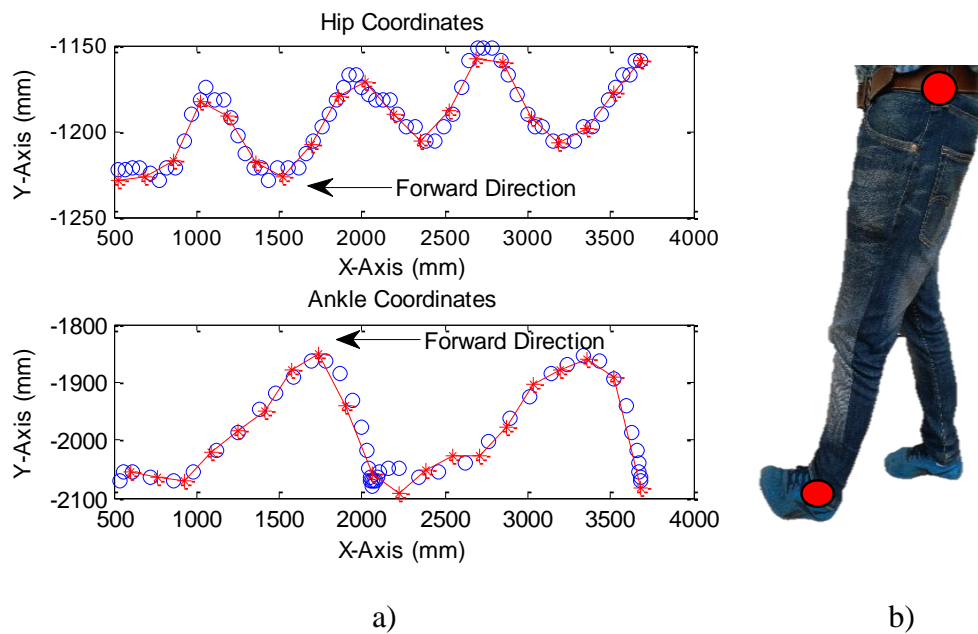 Hip Coordinates
-1150
-1200
-1250
Y-Axis (mm)
Forward Direction
500 1000 1500 2000 2500 3000 3500 4000
X-Axis (mm)
Ankle Coordinates
-1800
-1900
-2000
-2100
Y-Axis (mm)
Forward Direction
500 1000 1500 2000 2500 3000 3500 4000
X-Axis (mm)
a) b)